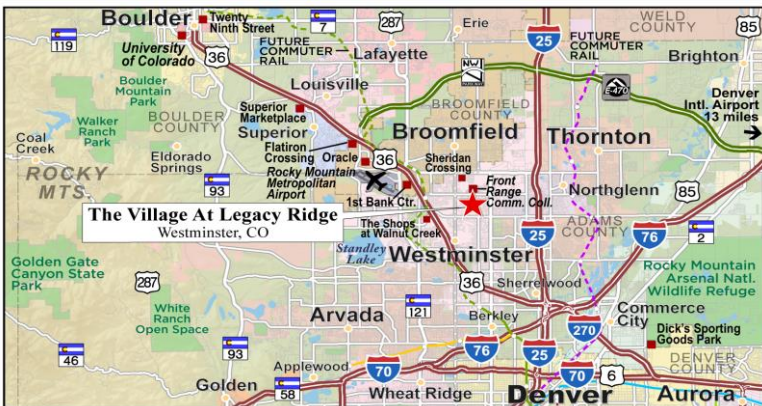 Boulder
Twenty
Ninth Street
119
University
of Colorado
36
7
287
FUTURE
COMMUTER
RAIL
Lafayette
Erie
25
FUTURE
COMMUTER
RAIL
WELD
COUNTY
85
Brighton
Boulder
Mountain
Park
Louisville
NW
E-470
Denver
Intl. Airport
13 miles
Walker
Ranch
Park
BOULDER
COUNTY
Superior
Marketplace
Superior
BROOMFIELD
COUNTY
Broomfield
Thornton
Coal
Creek
Eldorado
Springs
Flatiron
Crossing
Oracle
36
Rocky Mountain
Metropolitan
Airport
Sheridan
Crossing
ROCKY
MTS.
93
1st Bank Ctr.
Front
Range
Comm. Coll.
Northglenn
85
The Village At Legacy Ridge
Westminster, CO
The Shops
at Walnut Creek
ADAMS
COUNTY
25
76
2
Standley
Lake
Westminster
Golden Gate
Canyon State
Park
287
36
Sherrelwood
Rocky Mountain
Arsenal Natl.
Wildlife Refuge
White
Ranch
Open Space
Arvada
121
Berkley
270
Commerce
City
Dick's Sporting
Goods Park
46
93
Applewood
70
76
25
70
6
DENVER
COUNTY
Golden
58
Wheat Ridge
Denver
Aurora